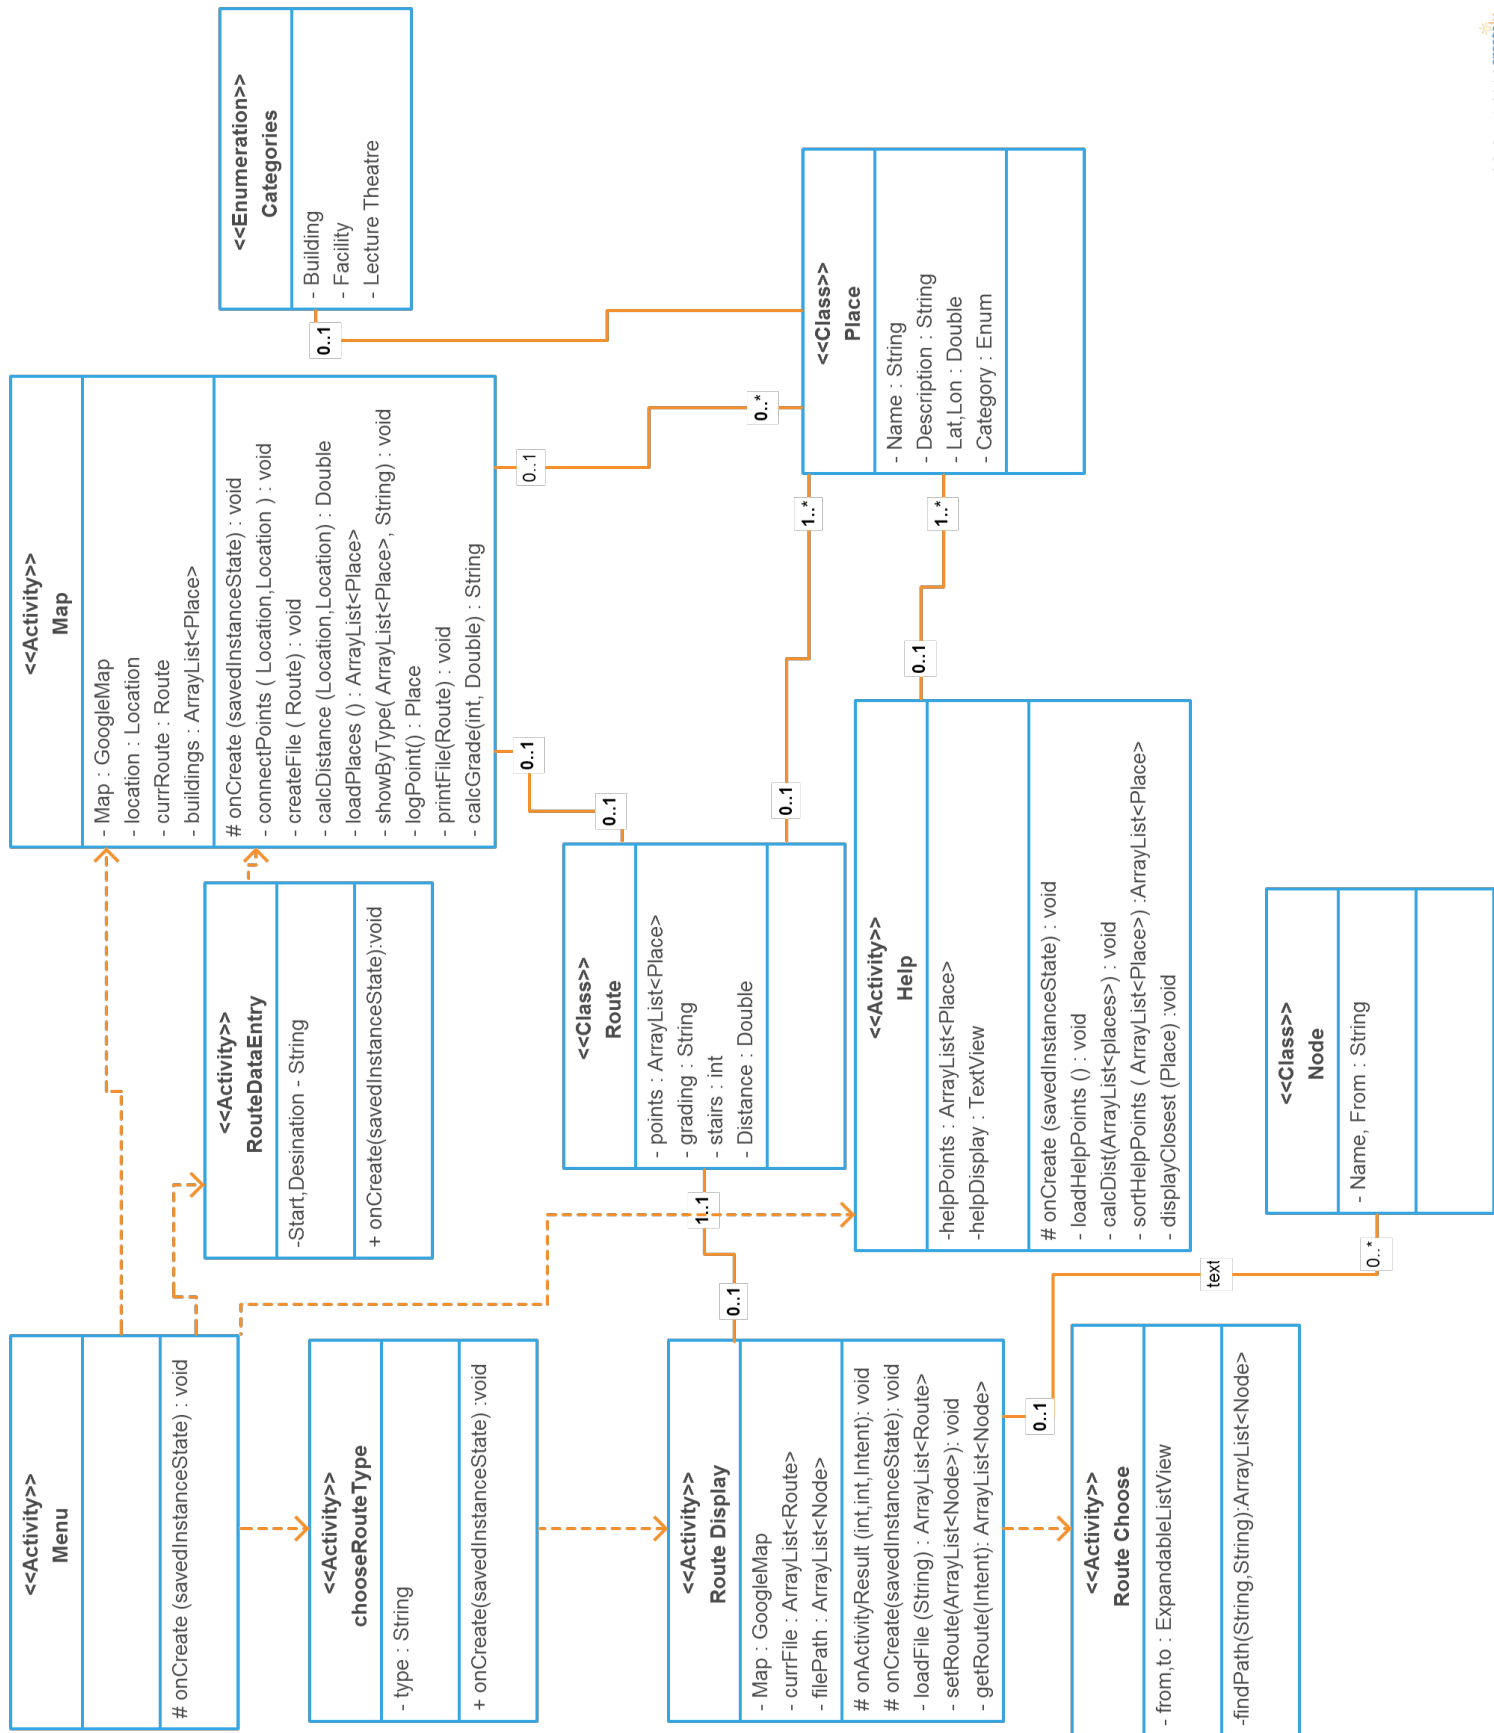 <<Activity>>
Menu
# onCreate (savedInstanceState) : void
<<Activity>>
chooseRouteType
- type : String
+ onCreate(savedInstanceState) :void
<<Activity>>
Route Display
- Map : GoogleMap
- currFile : ArrayList<Route>
- filePath : ArrayList<Node>
# onActivityResult (int,int,Intent): void
# onCreate(savedInstanceState): void
- loadFile (String) : ArrayList<Route>
- setRoute(ArrayList<Node>): void
- getRoute(Intent): ArrayList<Node>
<<Activity>>
Route Choose
- from,to : ExpandableListView
-findPath(String,String):ArrayList<Node>
<<Activity>>
RouteDataEntry
-Start,Desination - String
+ onCreate(savedInstanceState):void
<<Class>>
Route
- points : ArrayList<Place>
- grading : String
- stairs : int
- Distance : Double
<<Activity>>
Help
-helpPoints : ArrayList<Place>
-helpDisplay : TextView
# onCreate (savedInstanceState) : void
- loadHelpPoints () : void
- calcDist(ArrayList<places>) : void
- sortHelpPoints ( ArrayList<Place>) :ArrayList<Place>
- displayClosest (Place) :void
<<Class>>
Node
- Name, From : String
<<Activity>>
Map
- Map : GoogleMap
- location : Location
- currRoute : Route
- buildings : ArrayList<Place>
# onCreate (savedInstanceState) : void
- connectPoints ( Location,Location ) : void
- createFile ( Route) : void
- calcDistance (Location,Location) : Double
- loadPlaces () : ArrayList<Place>
- showByType( ArrayList<Place>, String) : void
- logPoint() : Place
- printFile(Route) : void
- calcGrade(int, Double) : String
<<Enumeration>>
Categories
- Building
- Facility
- Lecture Theatre
<<Class>>
Place
- Name : String
- Description : String
- Lat,Lon : Double
- Category : Enum
0..1
0..1
0..*
0..1
0..1
1..*
0..1
1..*
0..1
1..1
0..1
0..1
text
0..*